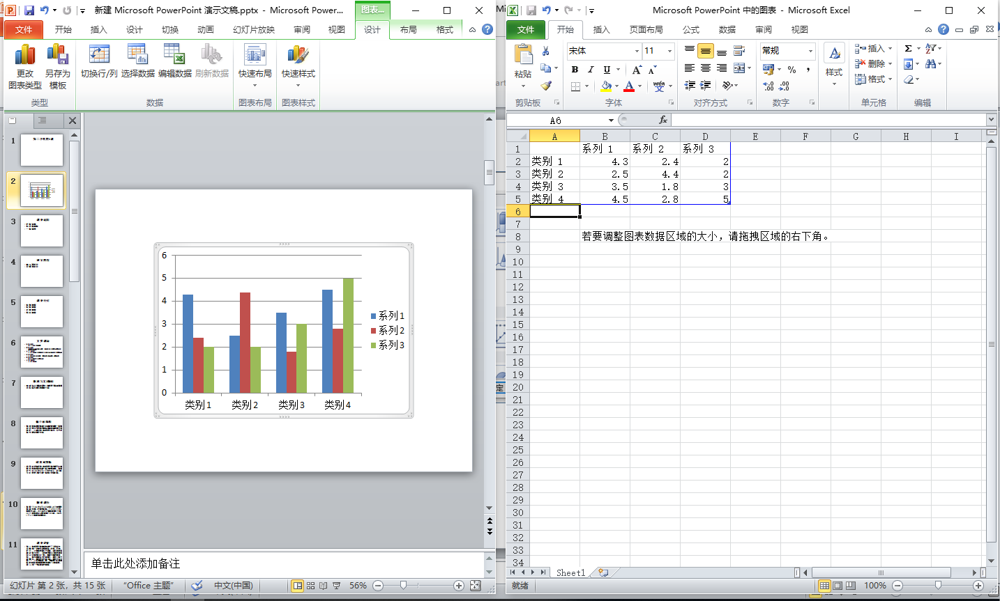 新建 Microsoft PowerPoint 演示文稿.pptx - Microsoft Power...
图表...
文件 开始 插入 设计 切换 动画 幻灯片放映 审阅 视图 设计 布局 格式
更改图表类型 另存为模板 切换行/列 选择数据 编辑数据 刷新数据 快速布局 快速样式
类型 数据 图表布局 图表样式
1
2
3
4
5
6
7
8
9
10
11
6
5
4
3
2
1
0
类别 1 类别 2 类别 3 类别 4
系列 1
系列 2
系列 3
单击此处添加备注
幻灯片 第 2 张，共 15 张 "Office 主题" 中文(中国) 56%
Microsoft PowerPoint 中的图表 - Microsoft Excel
文件 开始 插入 页面布局 公式 数据 审阅 视图
粘贴 宋体 11 常规 样式 插入 删除 格式
B I U A A % ,
剪贴板 字体 对齐方式 数字 单元格 编辑
A6 fx
A B C D E F G H I
1 系列 1 系列 2 系列 3
2 类别 1 4.3 2.4 2
3 类别 2 2.5 4.4 2
4 类别 3 3.5 1.8 3
5 类别 4 4.5 2.8 5
6
7
8 若要调整图表数据区域的大小，请拖拽区域的右下角。
9
10
11
12
13
14
15
16
17
18
19
20
21
22
23
24
25
26
27
28
29
30
31
32
33
34
Sheet1
就绪 100%